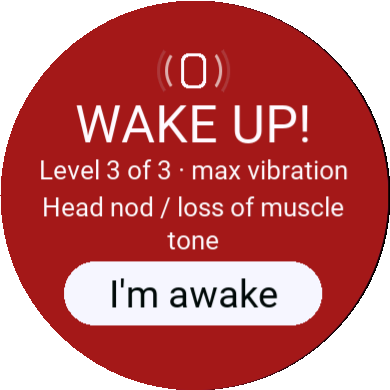 WAKE UP!
Level 3 of 3 · max vibration
Head nod / loss of muscle
tone
I'm awake